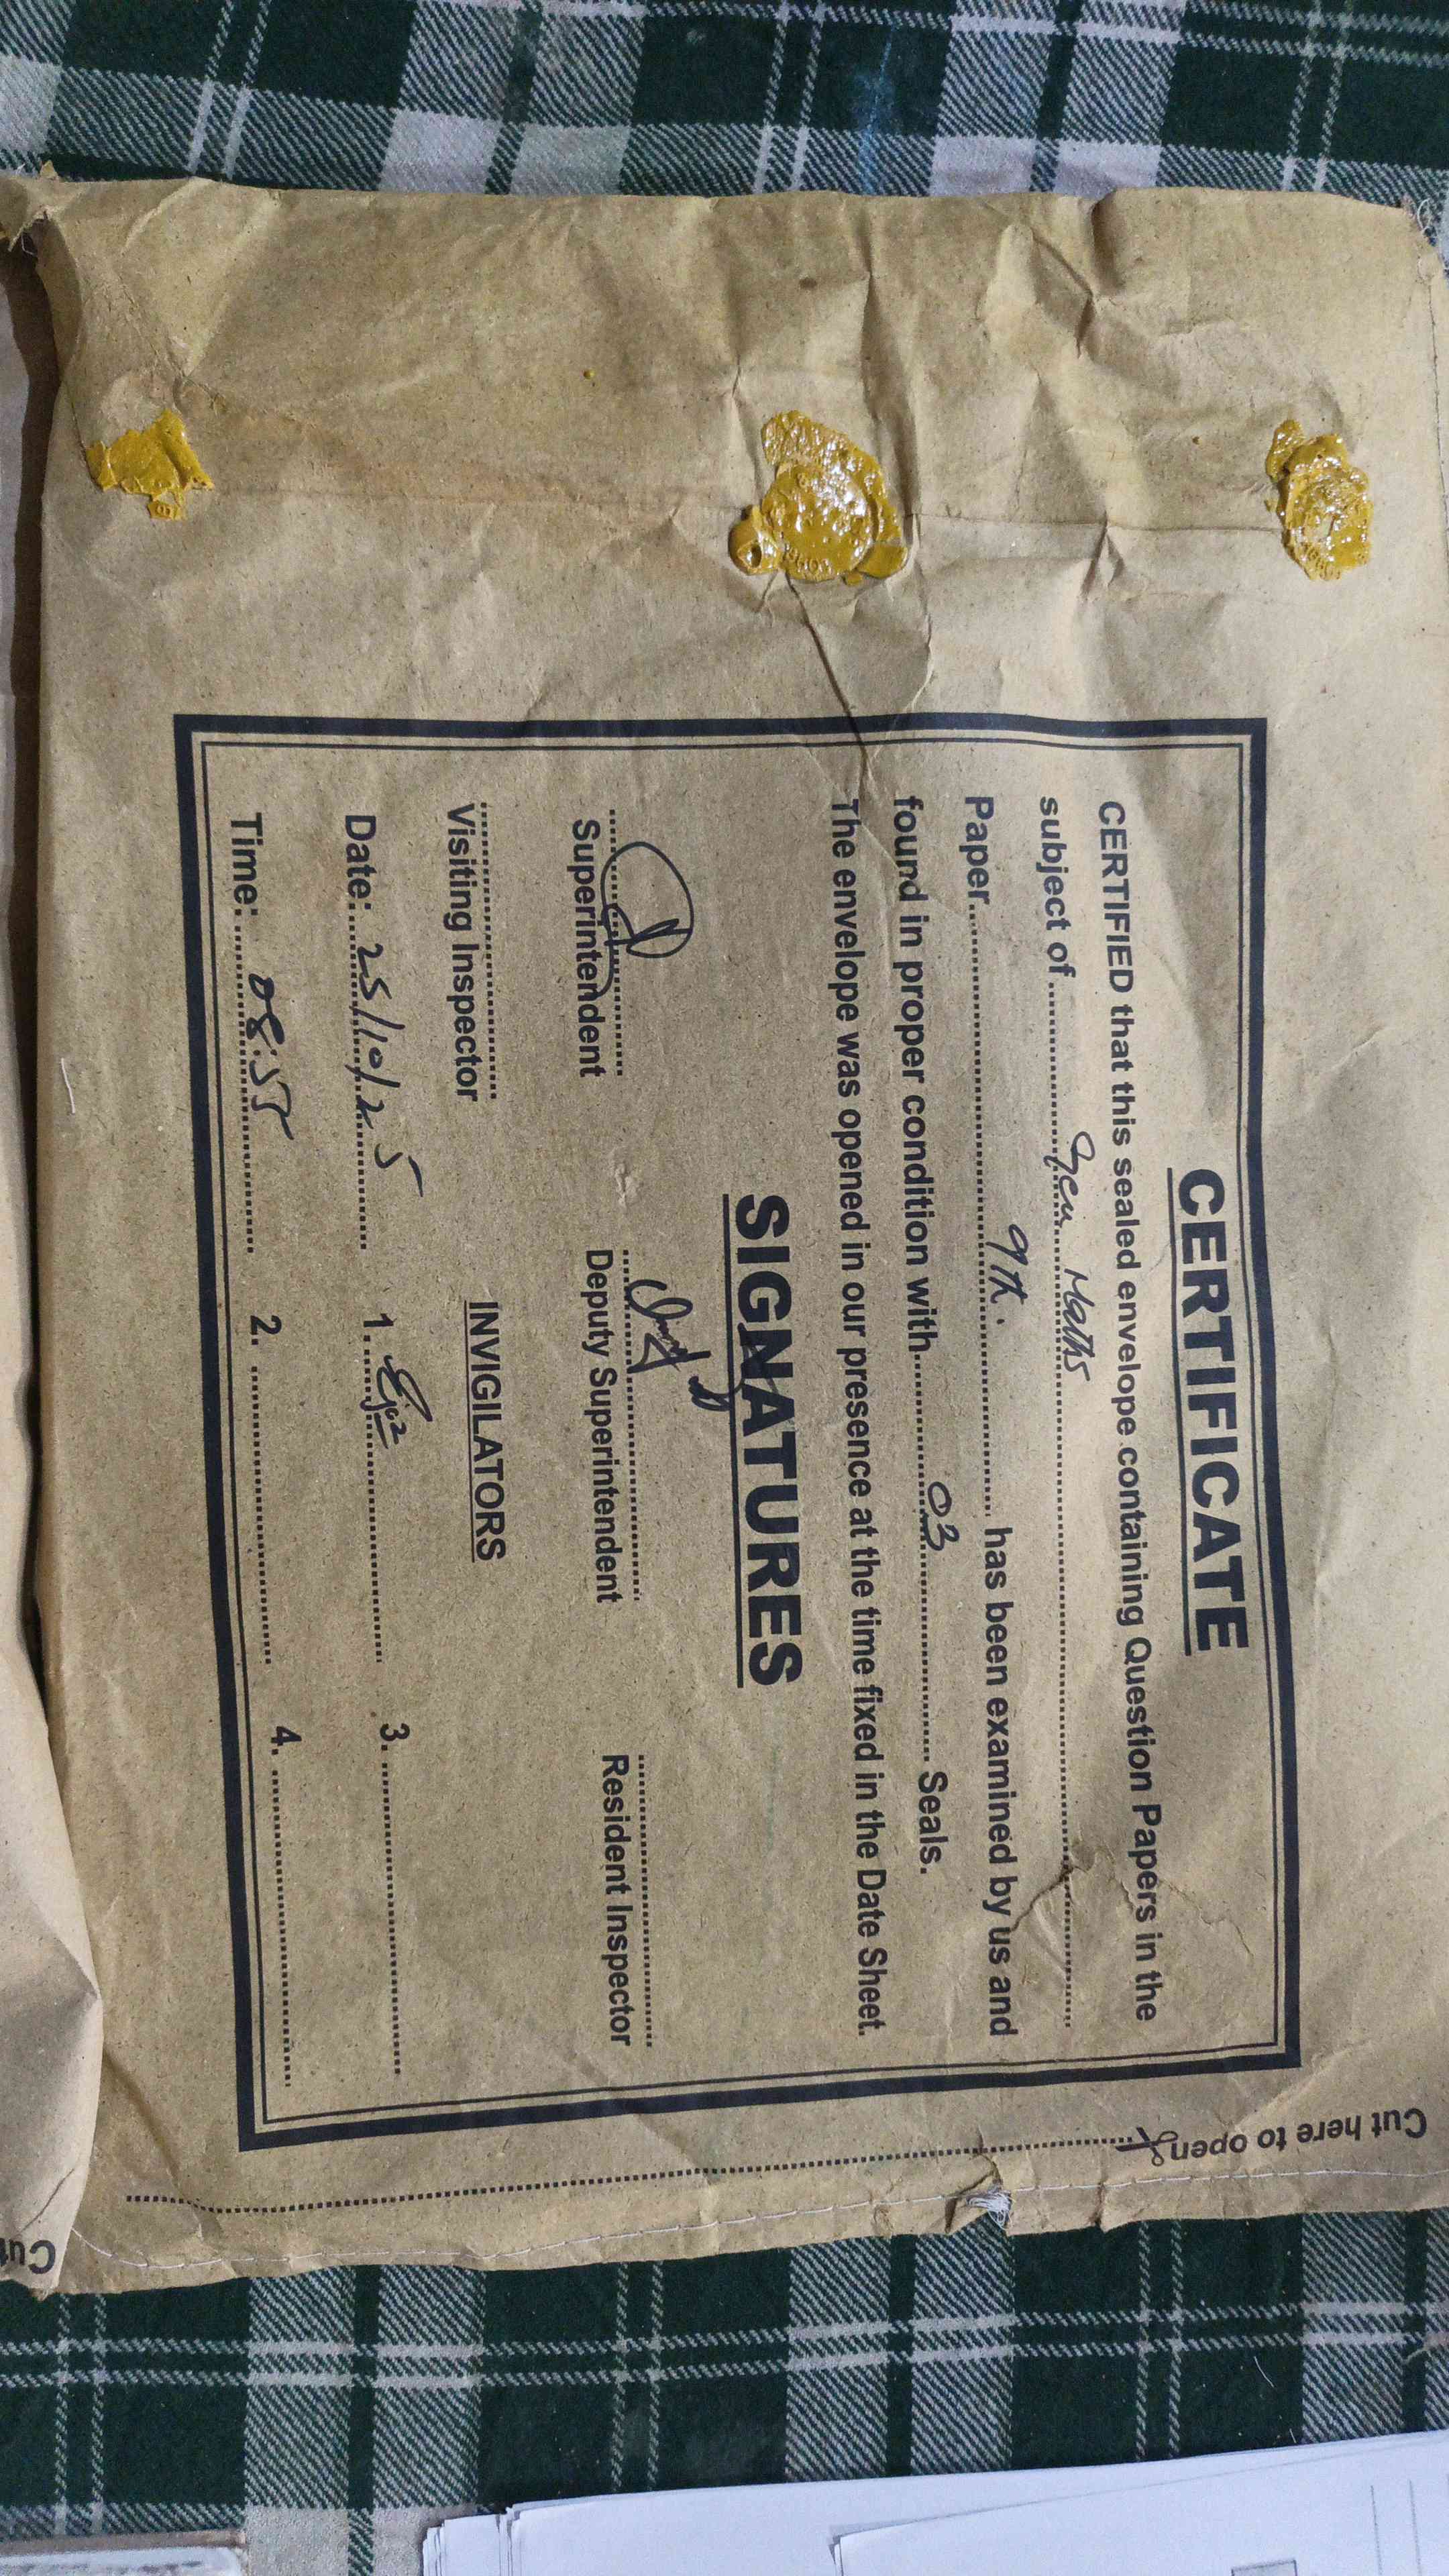 CERTIFICATE
CERTIFIED that this sealed envelope containing Question Papers in the
subject of Gen Maths
Paper 9th. has been examined by us and
found in proper condition with 03 Seals.
The envelope was opened in our presence at the time fixed in the Date Sheet.
SIGNATURES
Superintendent Deputy Superintendent Resident Inspector
Visiting Inspector INVIGILATORS
Date: 25/10/25 1. 3.
Time: 08:55 2. 4.
Cut here to open
Cut